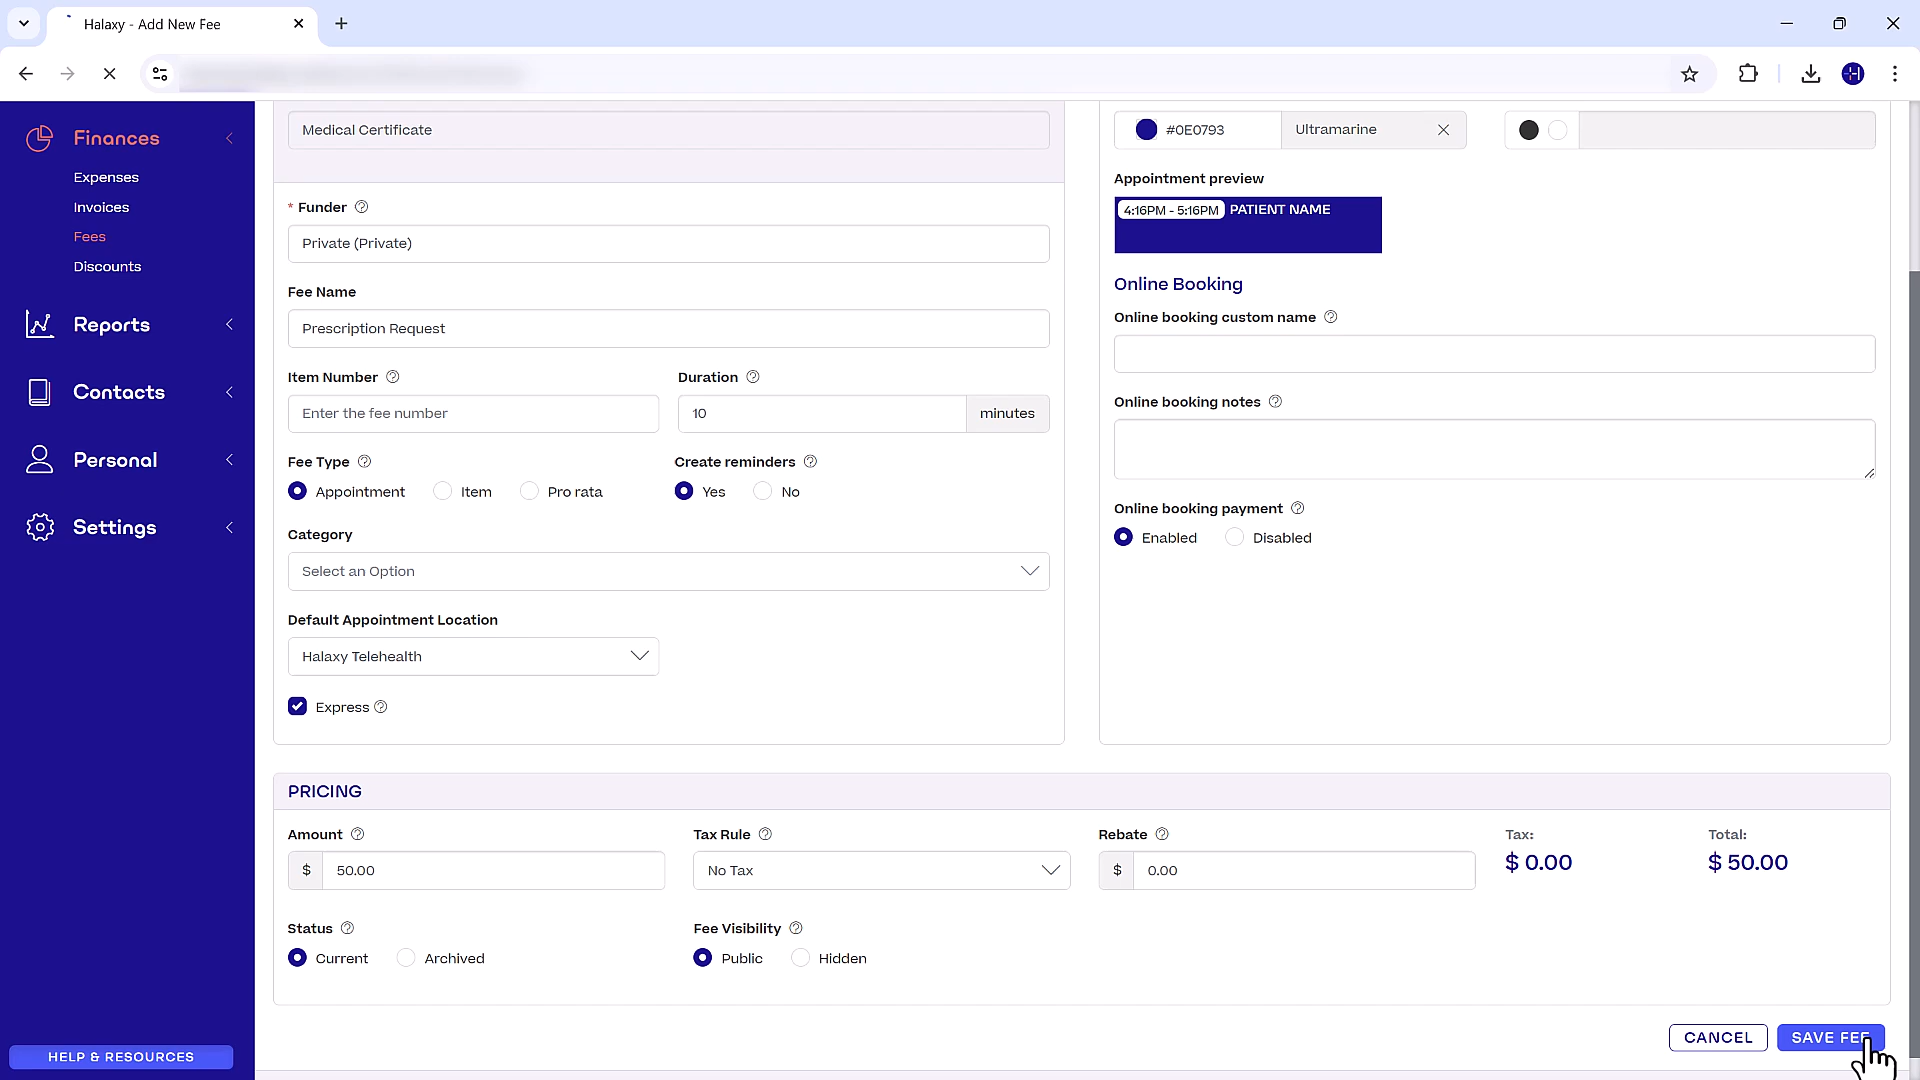 Halaxy - Add New Fee
Finances
Expenses
Invoices
Fees
Discounts
Reports
Contacts
Personal
Settings
HELP & RESOURCES
Medical Certificate
* Funder
Private (Private)
Fee Name
Prescription Request
Item Number
Duration
Enter the fee number
10
minutes
Fee Type
Create reminders
Appointment
Item
Pro rata
Yes
No
Category
Select an Option
Default Appointment Location
Halaxy Telehealth
Express
#0E0793
Ultramarine
Appointment preview
4:16PM - 5:16PM PATIENT NAME
Online Booking
Online booking custom name
Online booking notes
Online booking payment
Enabled
Disabled
PRICING
Amount
Tax Rule
Rebate
Tax:
Total:
$ 50.00
No Tax
$ 0.00
$ 0.00
$ 50.00
Status
Fee Visibility
Current
Archived
Public
Hidden
CANCEL
SAVE FEE